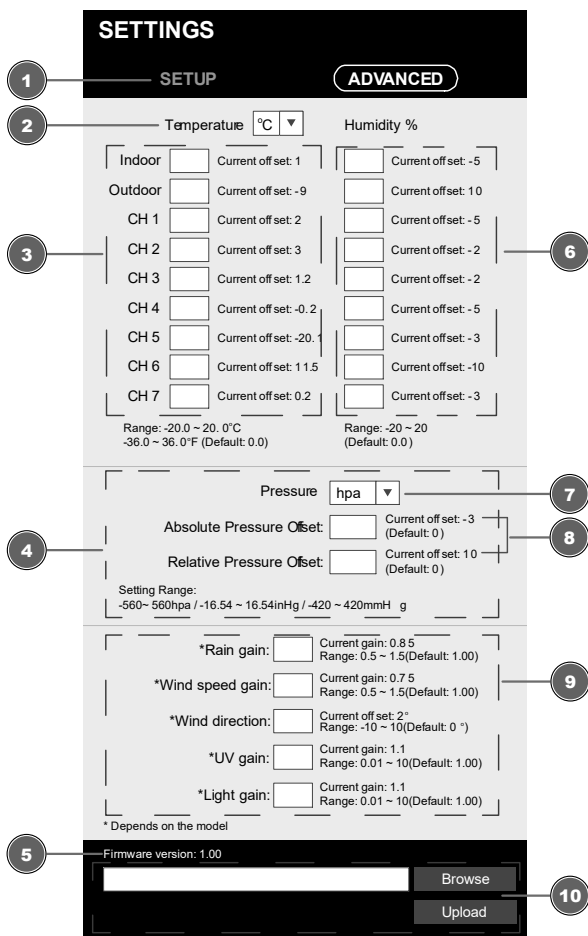 SETTINGS
1 SETUP ADVANCED
2 Temperature °C ▼ Humidity %
Indoor Current offset: 1 Current offset: -5
Outdoor Current offset: -9 Current offset: 10
CH 1 Current offset: 2 Current offset: -5
3 CH 2 Current offset: 3 Current offset: -2 6
CH 3 Current offset: 1.2 Current offset: -2
CH 4 Current offset: -0.2 Current offset: -5
CH 5 Current offset: -20.1 Current offset: -3
CH 6 Current offset: 11.5 Current offset: -10
CH 7 Current offset: 0.2 Current offset: -3
Range: -20.0 ~ 20.0°C Range: -20 ~ 20
-36.0 ~ 36.0°F (Default: 0.0) (Default: 0.0)
Pressure hpa ▼ 7
Absolute Pressure Offset: Current offset: -3
(Default: 0)
4 8
Relative Pressure Offset: Current offset: 10
(Default: 0)
Setting Range:
-560~ 560hpa / -16.54 ~ 16.54inHg / -420 ~ 420mmH g
*Rain gain: Current gain: 0.85
Range: 0.5 ~ 1.5(Default: 1.00)
*Wind speed gain: Current gain: 0.75
Range: 0.5 ~ 1.5(Default: 1.00)
9
*Wind direction: Current offset: 2°
Range: -10 ~ 10(Default: 0 °)
*UV gain: Current gain: 1.1
Range: 0.01 ~ 10(Default: 1.00)
*Light gain: Current gain: 1.1
Range: 0.01 ~ 10(Default: 1.00)
* Depends on the model
5 Firmware version: 1.00
Browse
10
Upload